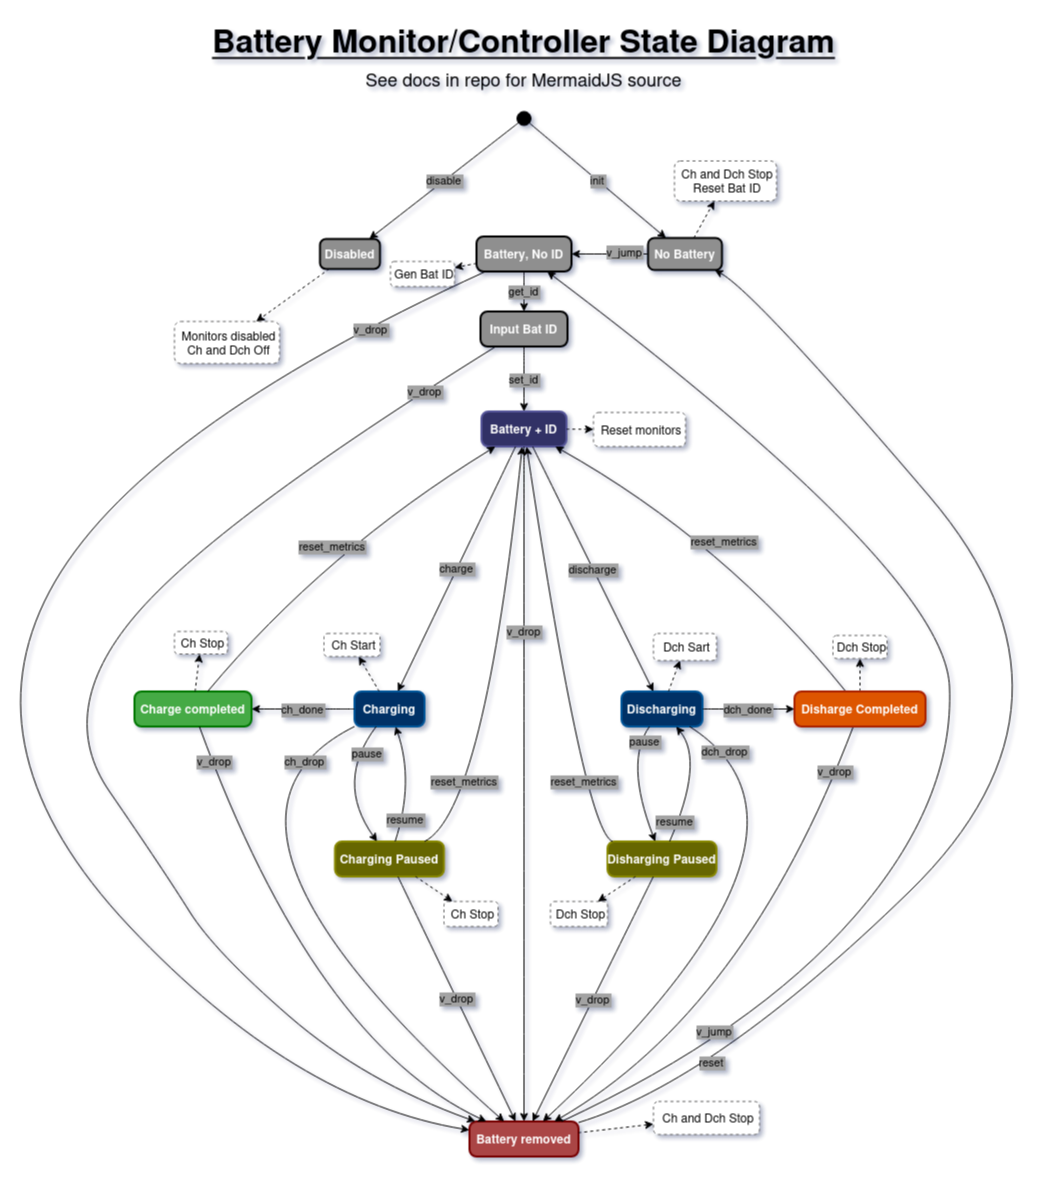 Battery Monitor/Controller State Diagram
See docs in repo for MermaidJS source
disable
init
Ch and Dch Stop
Reset Bat ID
Disabled
Battery, No ID
v_jump
No Battery
Gen Bat ID
get_id
Monitors disabled
Ch and Dch Off
v_drop
Input Bat ID
set_id
v_drop
Battery + ID
Reset monitors
reset_metrics
reset_metrics
charge
discharge
v_drop
Ch Stop
Ch Start
Dch Sart
Dch Stop
Charge completed
ch_done
Charging
Discharging
dch_done
Disharge Completed
v_drop
ch_drop
pause
pause
dch_drop
v_drop
reset_metrics
reset_metrics
resume
resume
Charging Paused
Disharging Paused
Ch Stop
Dch Stop
v_drop
v_drop
v_jump
reset
Ch and Dch Stop
Battery removed